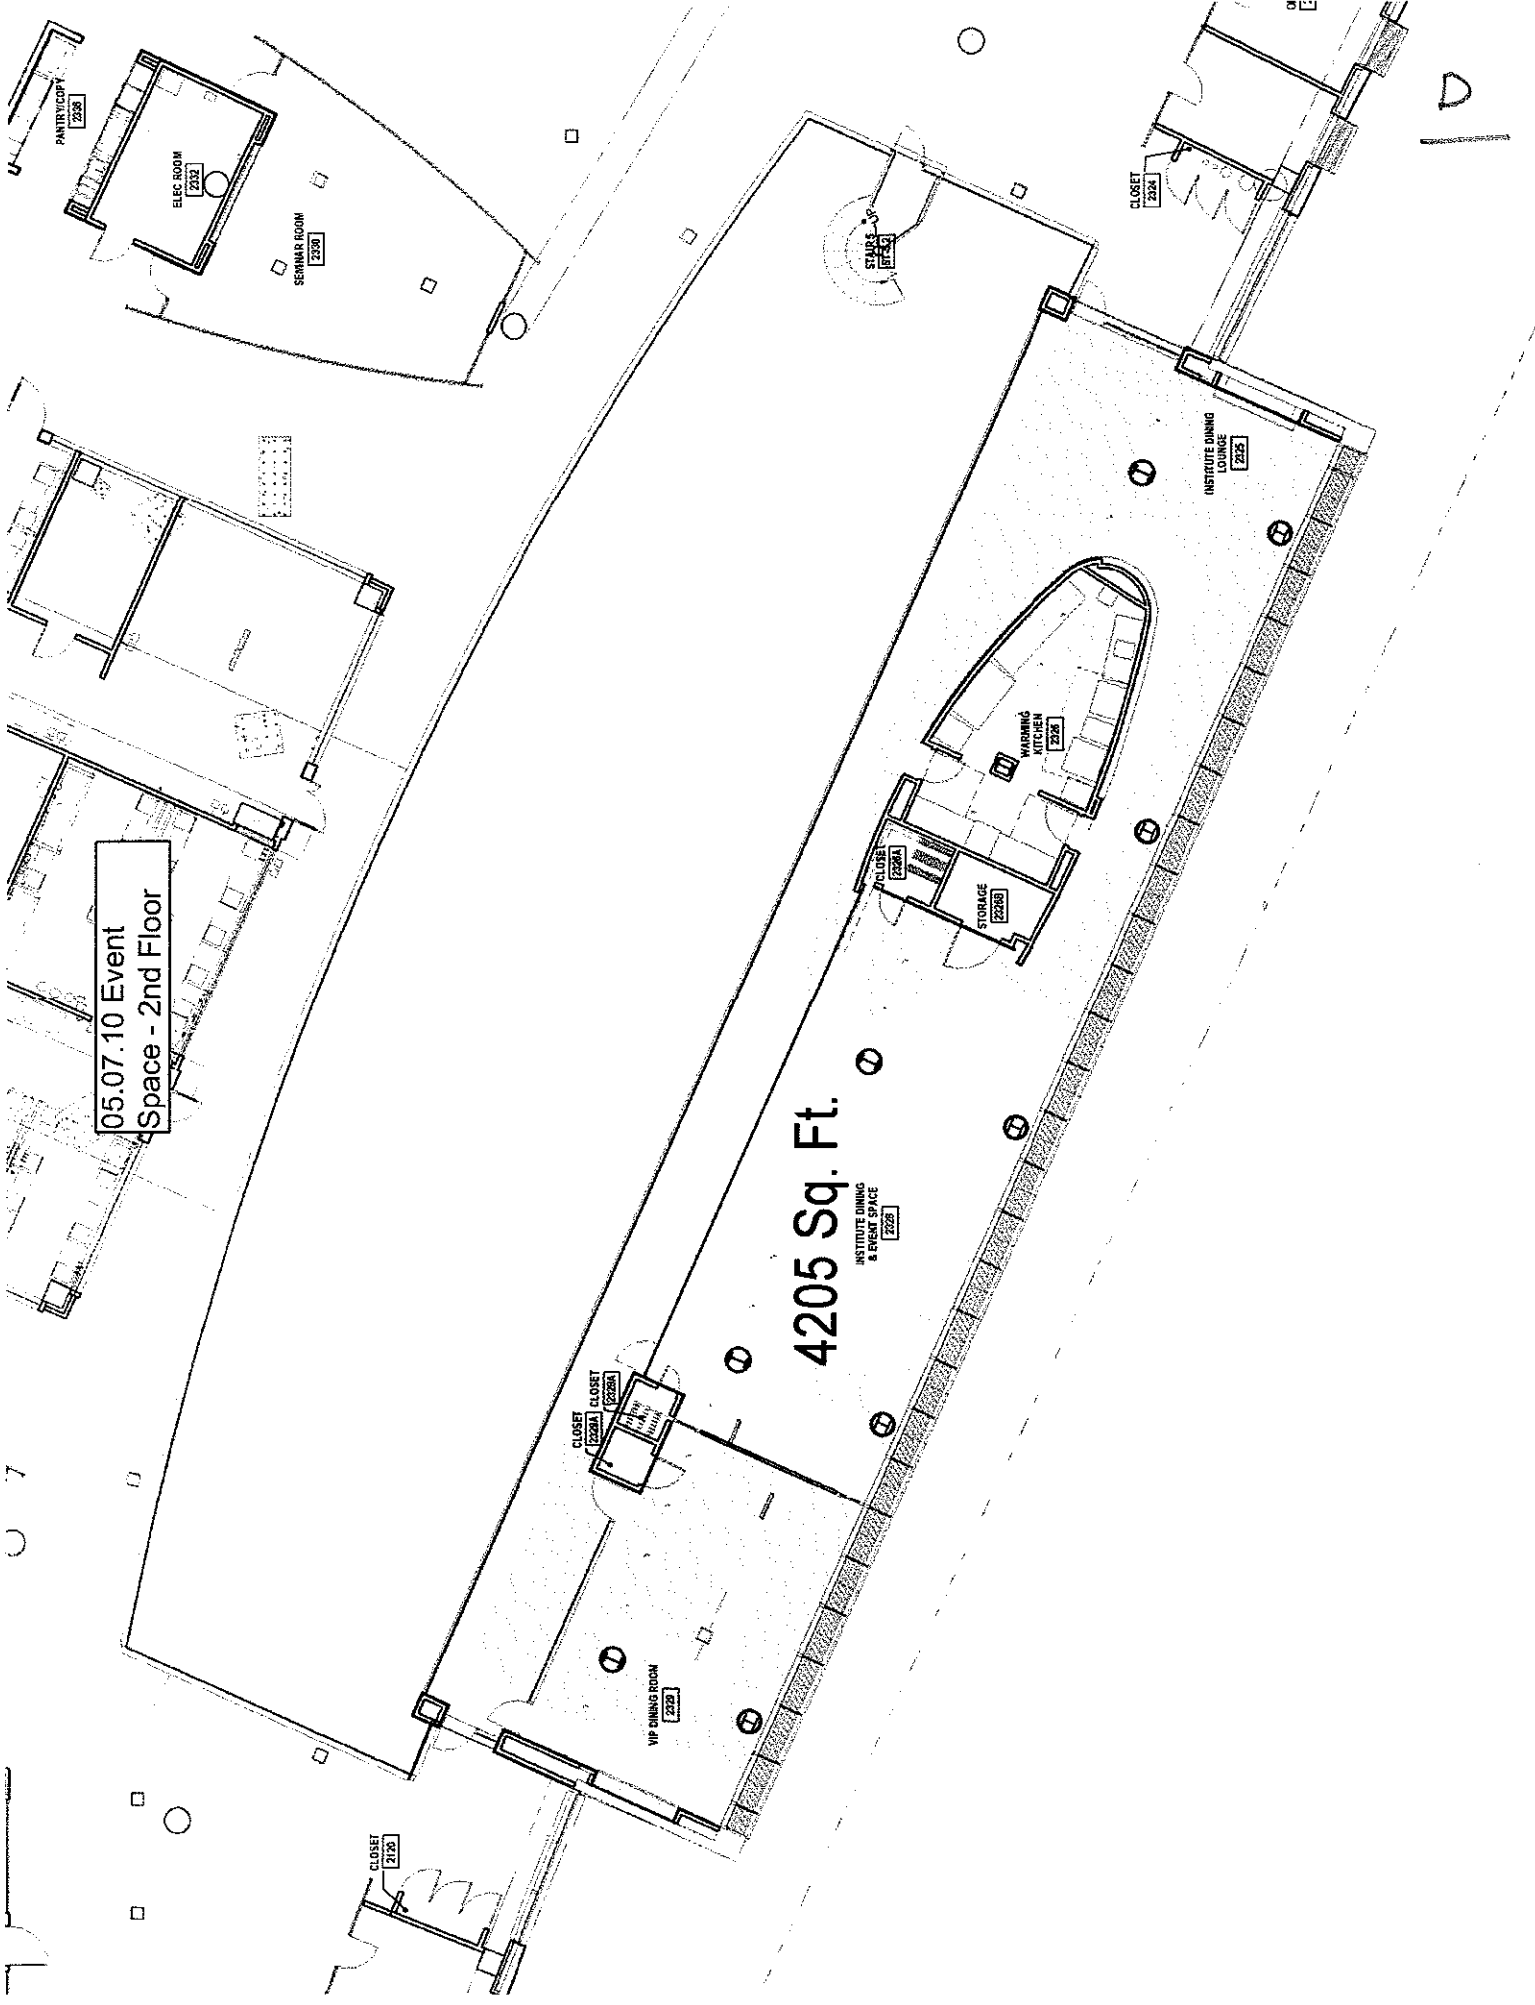 PANTRY/COPY
2336
ELEC ROOM
2332
SEMINAR ROOM
2330
STAIR 5
UP
CLOSET
2324
D
05.07.10 Event
Space - 2nd Floor
INSTITUTE DINING
LOUNGE
2325
WARMING
KITCHEN
2326
CLOSET
2326A
STORAGE
2326B
4205 Sq. Ft.
INSTITUTE DINING
& EVENT SPACE
2328
CLOSET
2328A
CLOSET
2329A
VIP DINING ROOM
2329
CLOSET
2120